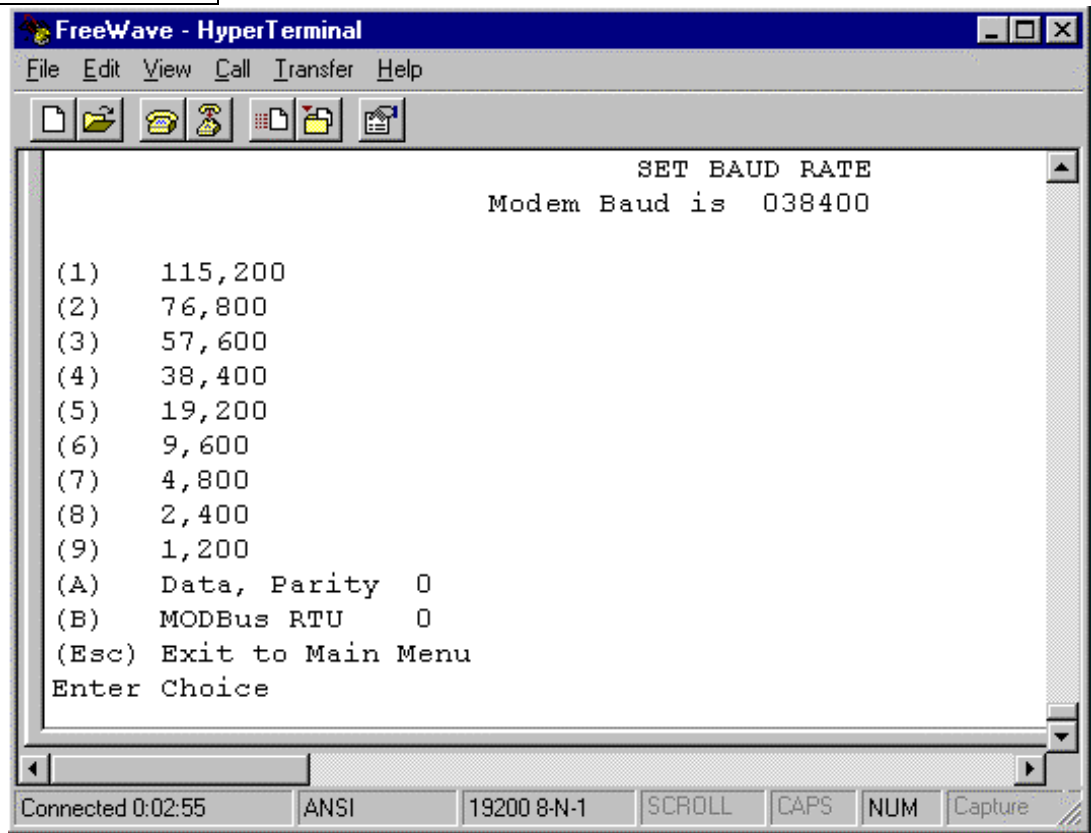 FreeWave - HyperTerminal
File Edit View Call Transfer Help
SET BAUD RATE
Modem Baud is 038400
(1) 115,200
(2) 76,800
(3) 57,600
(4) 38,400
(5) 19,200
(6) 9,600
(7) 4,800
(8) 2,400
(9) 1,200
(A) Data, Parity 0
(B) MODBus RTU 0
(Esc) Exit to Main Menu
Enter Choice
Connected 0:02:55 ANSI 19200 8-N-1 SCROLL CAPS NUM Capture